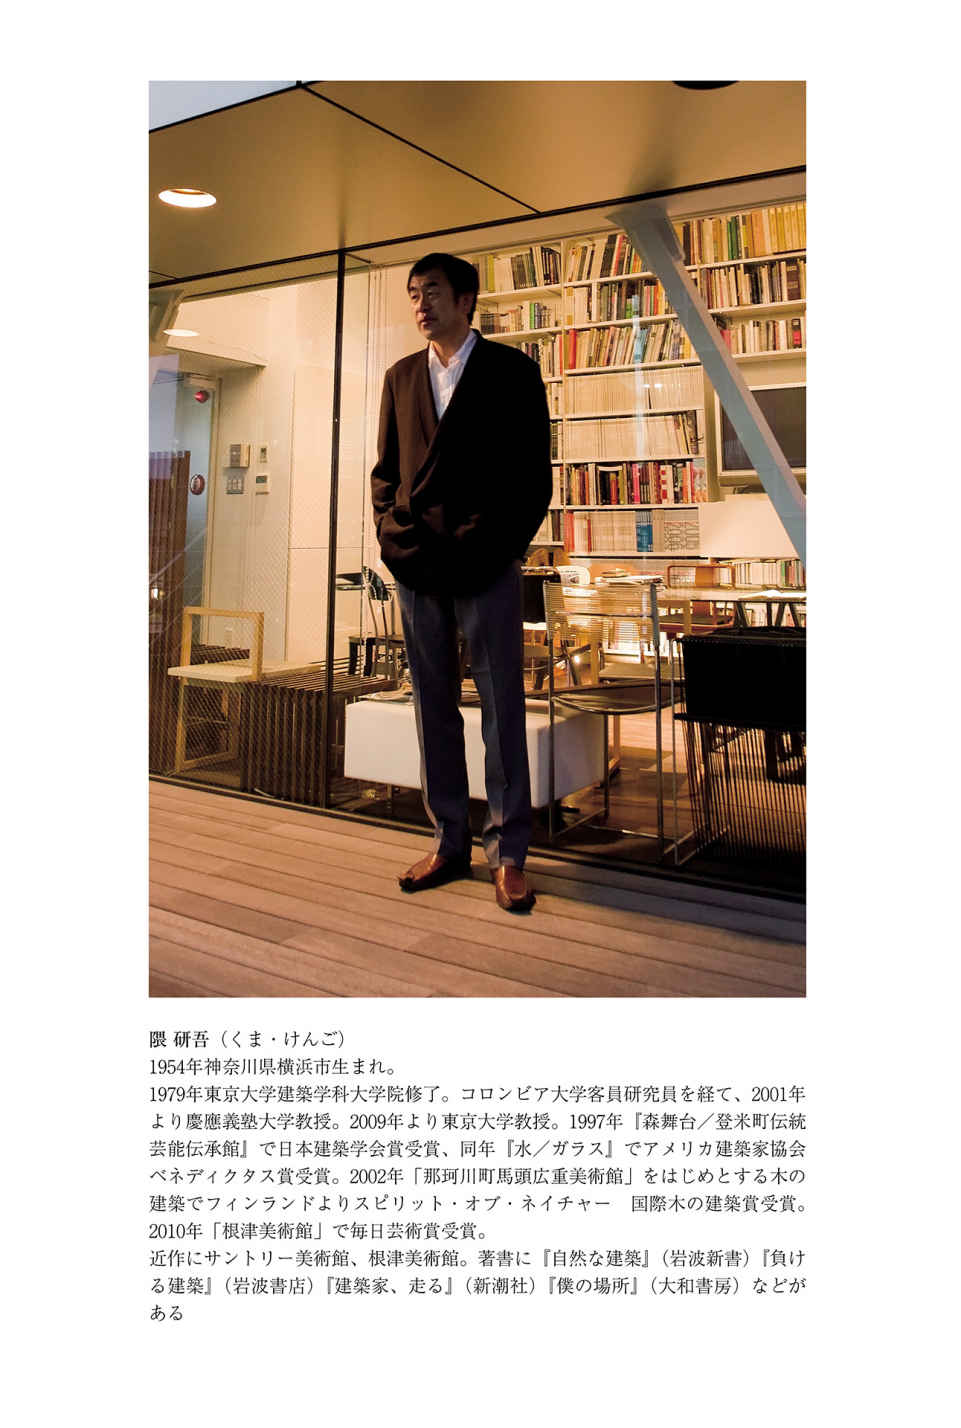 隈 研吾（くま・けんご）
1954年神奈川県横浜市生まれ。
1979年東京大学建築学科大学院修了。コロンビア大学客員研究員を経て、2001年
より慶應義塾大学教授。2009年より東京大学教授。1997年『森舞台／登米町伝統
芸能伝承館』で日本建築学会賞受賞、同年『水／ガラス』でアメリカ建築家協会
ベネディクタス賞受賞。2002年「那珂川町馬頭広重美術館」をはじめとする木の
建築でフィンランドよりスピリット・オブ・ネイチャー　国際木の建築賞受賞。
2010年「根津美術館」で毎日芸術賞受賞。
近作にサントリー美術館、根津美術館。著書に『自然な建築』（岩波新書）『負け
る建築』（岩波書店）『建築家、走る』（新潮社）『僕の場所』（大和書房）などが
ある